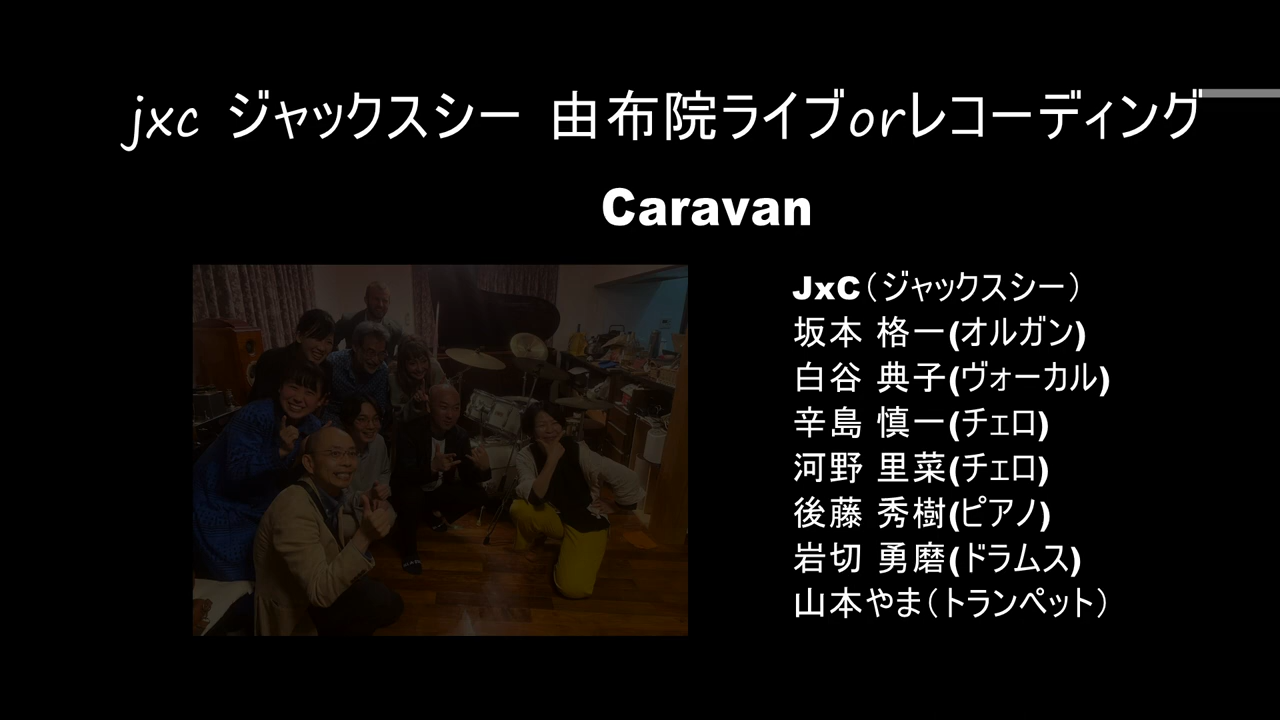 jxc ジャックスシー 由布院ライブorレコーディング
Caravan
JxC（ジャックスシー）
坂本 格一(オルガン)
白谷 典子(ヴォーカル)
辛島 慎一(チェロ)
河野 里菜(チェロ)
後藤 秀樹(ピアノ)
岩切 勇磨(ドラムス)
山本やま（トランペット）